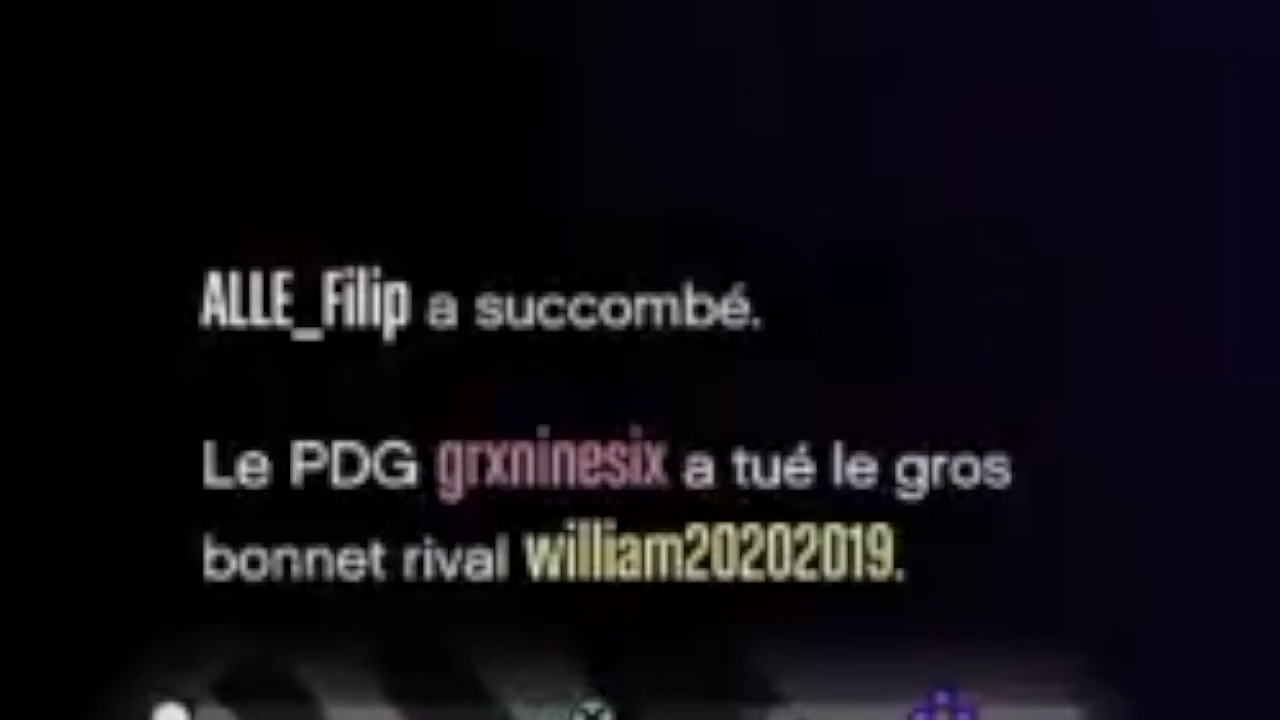 ALLE_Filip a succombé.
Le PDG grxninesix a tué le gros
bonnet rival william20202019.